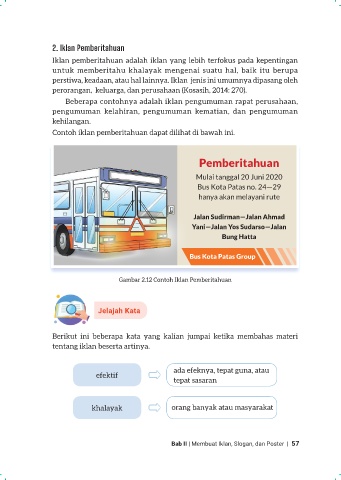 2. Iklan Pemberitahuan
Iklan pemberitahuan adalah iklan yang lebih terfokus pada kepentingan
untuk memberitahu khalayak mengenai suatu hal, baik itu berupa
perstiwa, keadaan, atau hal lainnya. Iklan jenis ini umumnya dipasang oleh
perorangan, keluarga, dan perusahaan (Kosasih, 2014: 270).
Beberapa contohnya adalah iklan pengumuman rapat perusahaan,
pengumuman kelahiran, pengumuman kematian, dan pengumuman
kehilangan.
Contoh iklan pemberitahuan dapat dilihat di bawah ini.
Pemberitahuan
Mulai tanggal 20 Juni 2020
Bus Kota Patas no. 24—29
hanya akan melayani rute
Jalan Sudirman—Jalan Ahmad
Yani—Jalan Yos Sudarso—Jalan
Bung Hatta
Bus Kota Patas Group
Gambar 2.12 Contoh Iklan Pemberitahuan
Jelajah Kata
Berikut ini beberapa kata yang kalian jumpai ketika membahas materi
tentang iklan beserta artinya.
efektif
ada efeknya, tepat guna, atau
tepat sasaran
khalayak
orang banyak atau masyarakat
Bab II | Membuat Iklan, Slogan, dan Poster | 57